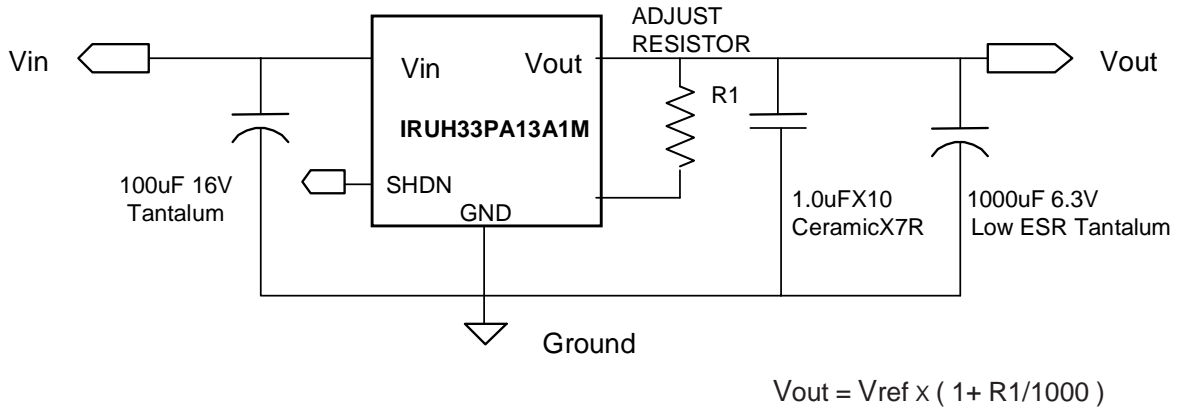 ADJUST
RESISTOR
Vin
Vin
Vout
Vout
R1
IRUH33PA13A1M
SHDN
GND
100uF 16V
Tantalum
1.0uFX10
CeramicX7R
1000uF 6.3V
Low ESR Tantalum
Ground
Vout = Vref x ( 1+ R1/1000 )